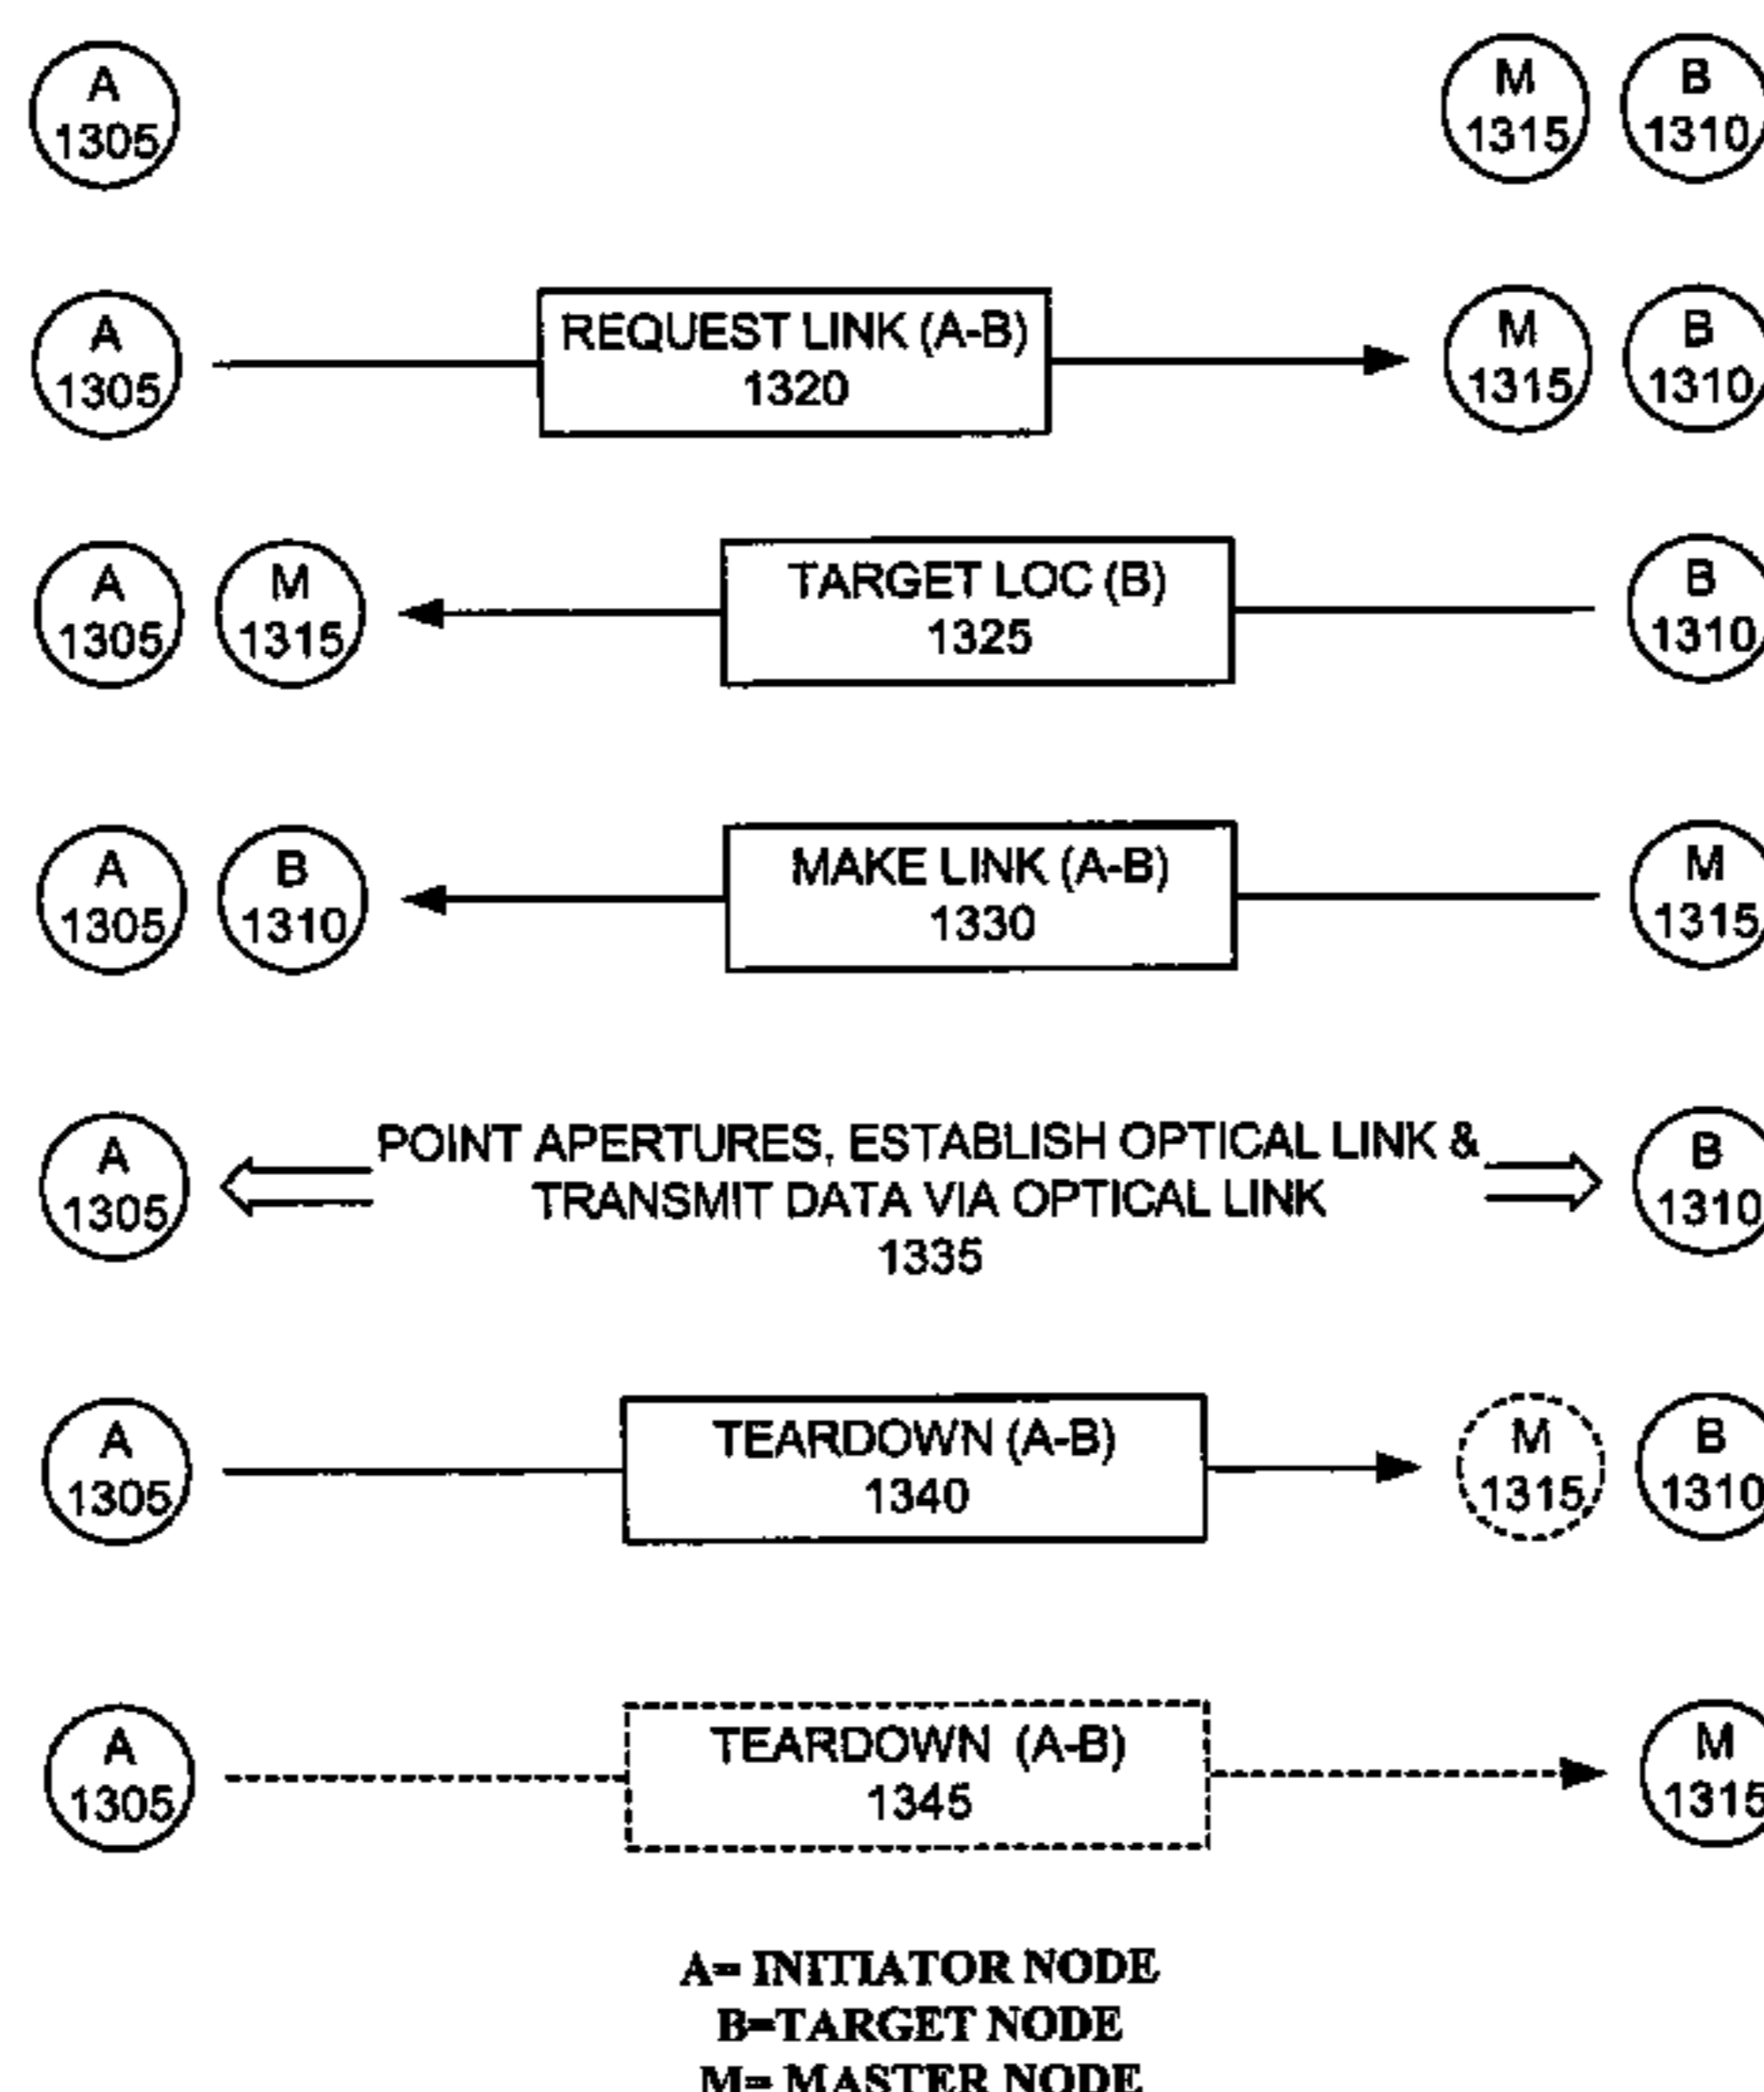 A M B
1305 1315 1310
A REQUEST LINK (A-B) M B
1305 1320 1315 1310
A M TARGET LOC (B) B
1305 1315 1325 1310
A B MAKE LINK (A-B) M
1305 1310 1330 1315
A POINT APERTURES, ESTABLISH OPTICAL LINK & B
1305 TRANSMIT DATA VIA OPTICAL LINK 1310
1335
A TEARDOWN (A-B) M B
1305 1340 1315 1310
A TEARDOWN (A-B) M
1305 1345 1315
A= INITIATOR NODE
B=TARGET NODE
M= MASTER NODE